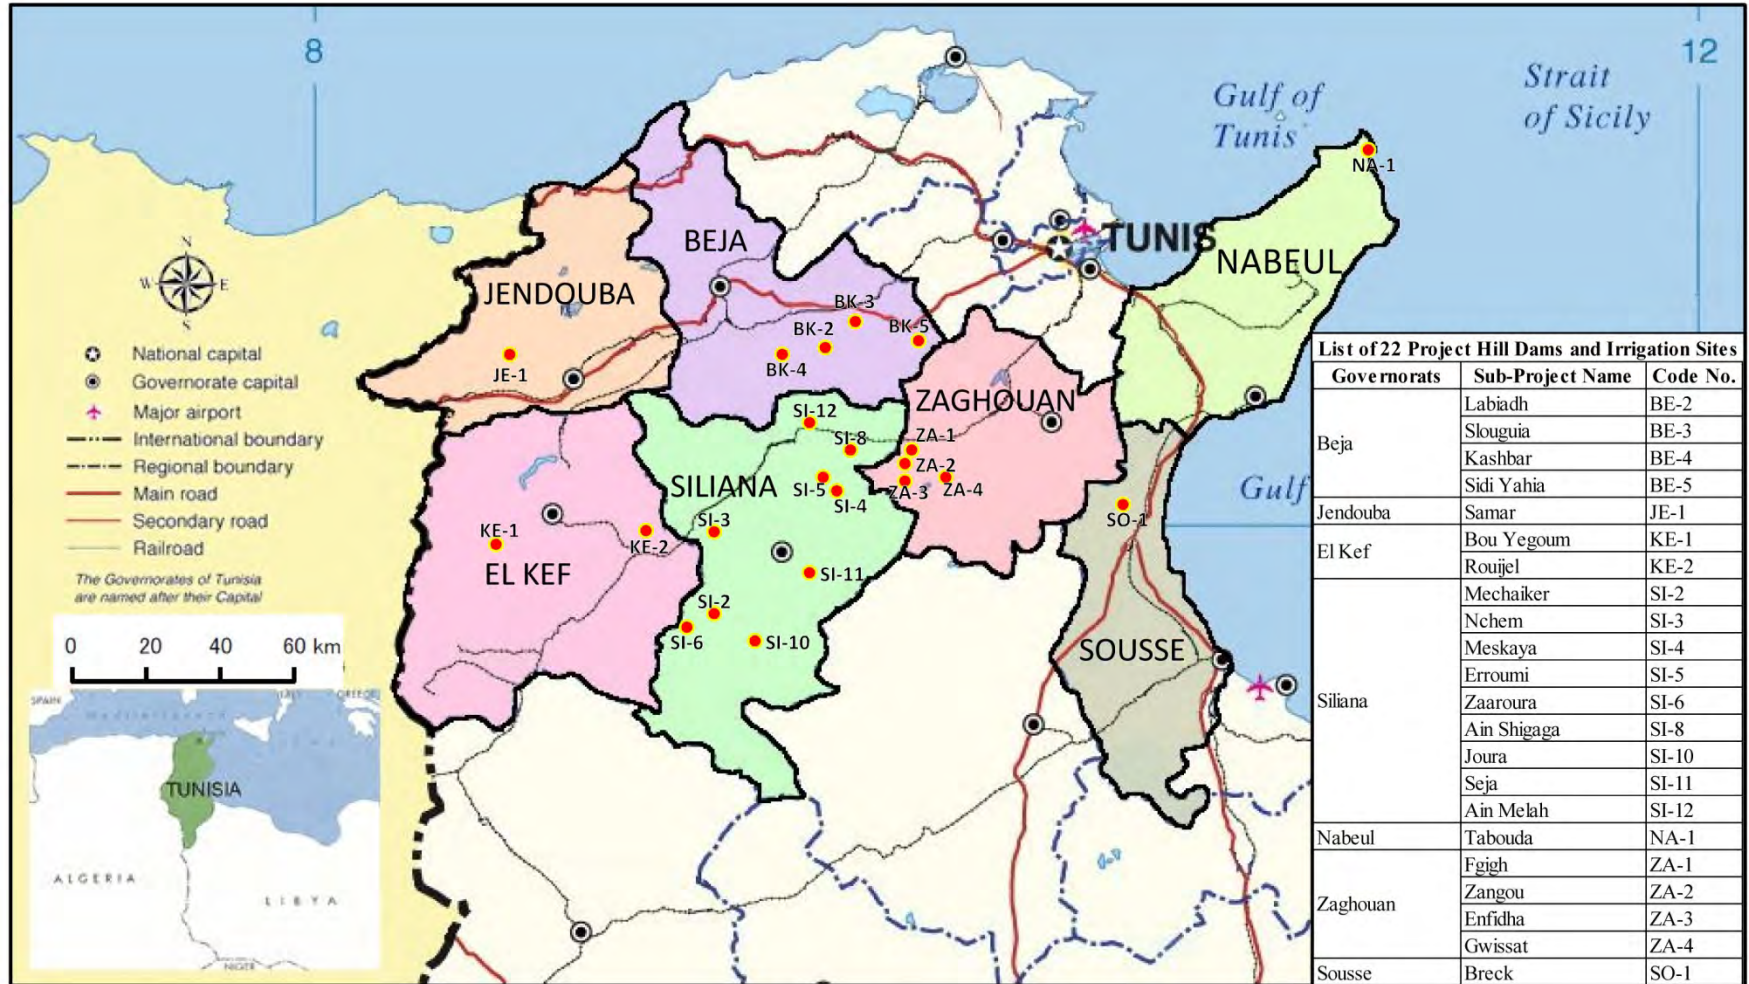 8
12
Gulf of
Tunis
Strait
of Sicily
NA-1
BEJA
TUNIS
NABEUL
JENDOUBA
N
W E
S
BK-3
BK-2
BK-5
BK-4
JE-1
National capital
Governorate capital
Major airport
International boundary
Regional boundary
Main road
Secondary road
Railroad
The Governorates of Tunisia
are named after their Capital
0 20 40 60 km
ZAGHOUAN
SI-12
SI-8
ZA-1
ZA-2
ZA-3
ZA-4
SILIANA
SI-5
SI-4
Gulf
SO-1
SI-3
KE-1
KE-2
EL KEF
SI-11
SI-2
SI-6
SI-10
SOUSSE
SPAIN
ITALY
GREECE
Mediterranean
TUNISIA
ALGERIA
LIBYA
NIGER
List of 22 Project Hill Dams and Irrigation Sites
Governorats Sub-Project Name Code No.
Beja Labiadh BE-2
Slouguia BE-3
Kashbar BE-4
Sidi Yahia BE-5
Jendouba Samar JE-1
El Kef Bou Yegoum KE-1
Rouijel KE-2
Siliana Mechaiker SI-2
Nchem SI-3
Meskaya SI-4
Erroumi SI-5
Zaaroura SI-6
Ain Shigaga SI-8
Joura SI-10
Seja SI-11
Ain Melah SI-12
Nabeul Tabouda NA-1
Zaghouan Fgigh ZA-1
Zangou ZA-2
Enfidha ZA-3
Gwissat ZA-4
Sousse Breck SO-1